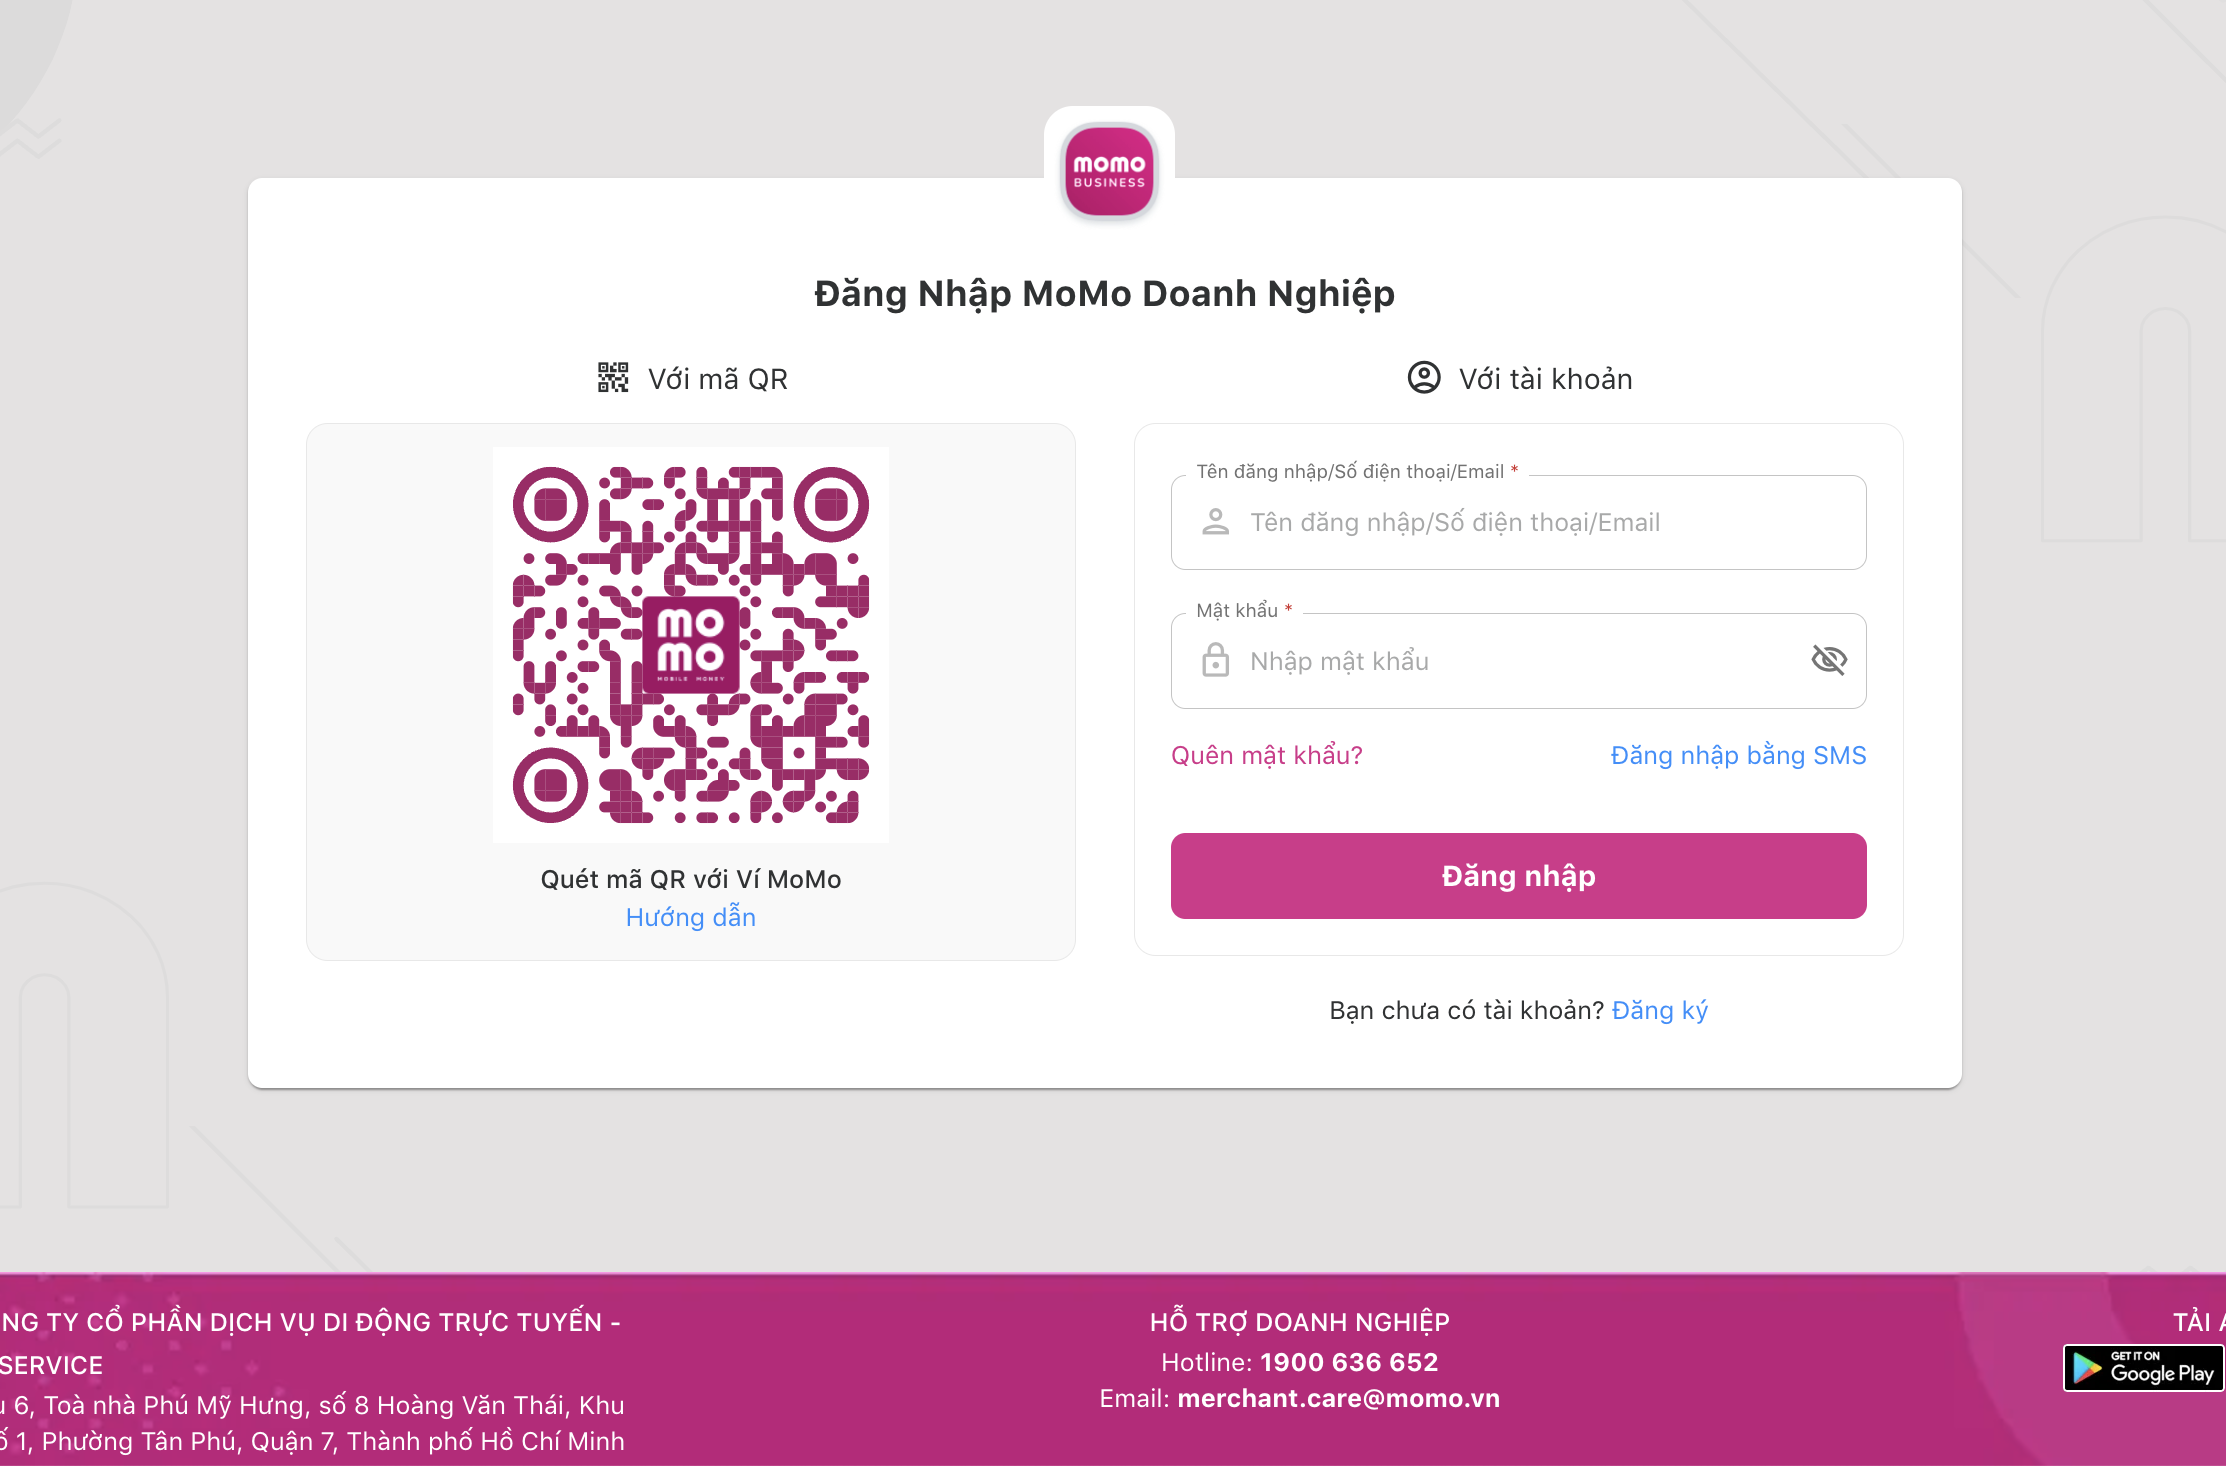 momo
BUSINESS
Đăng Nhập MoMo Doanh Nghiệp
Với mã QR
mo
mo
MOBILE MONEY
Quét mã QR với Ví MoMo
Hướng dẫn
Với tài khoản
Tên đăng nhập/Số điện thoại/Email *
Tên đăng nhập/Số điện thoại/Email
Mật khẩu *
Nhập mật khẩu
Quên mật khẩu?
Đăng nhập bằng SMS
Đăng nhập
Bạn chưa có tài khoản? Đăng ký
NG TY CỔ PHẦN DỊCH VỤ DI ĐỘNG TRỰC TUYẾN -
SERVICE
6, Toà nhà Phú Mỹ Hưng, số 8 Hoàng Văn Thái, Khu
1, Phường Tân Phú, Quận 7, Thành phố Hồ Chí Minh
HỖ TRỢ DOANH NGHIỆP
Hotline: 1900 636 652
Email: merchant.care@momo.vn
TẢI
GET IT ON
Google Play